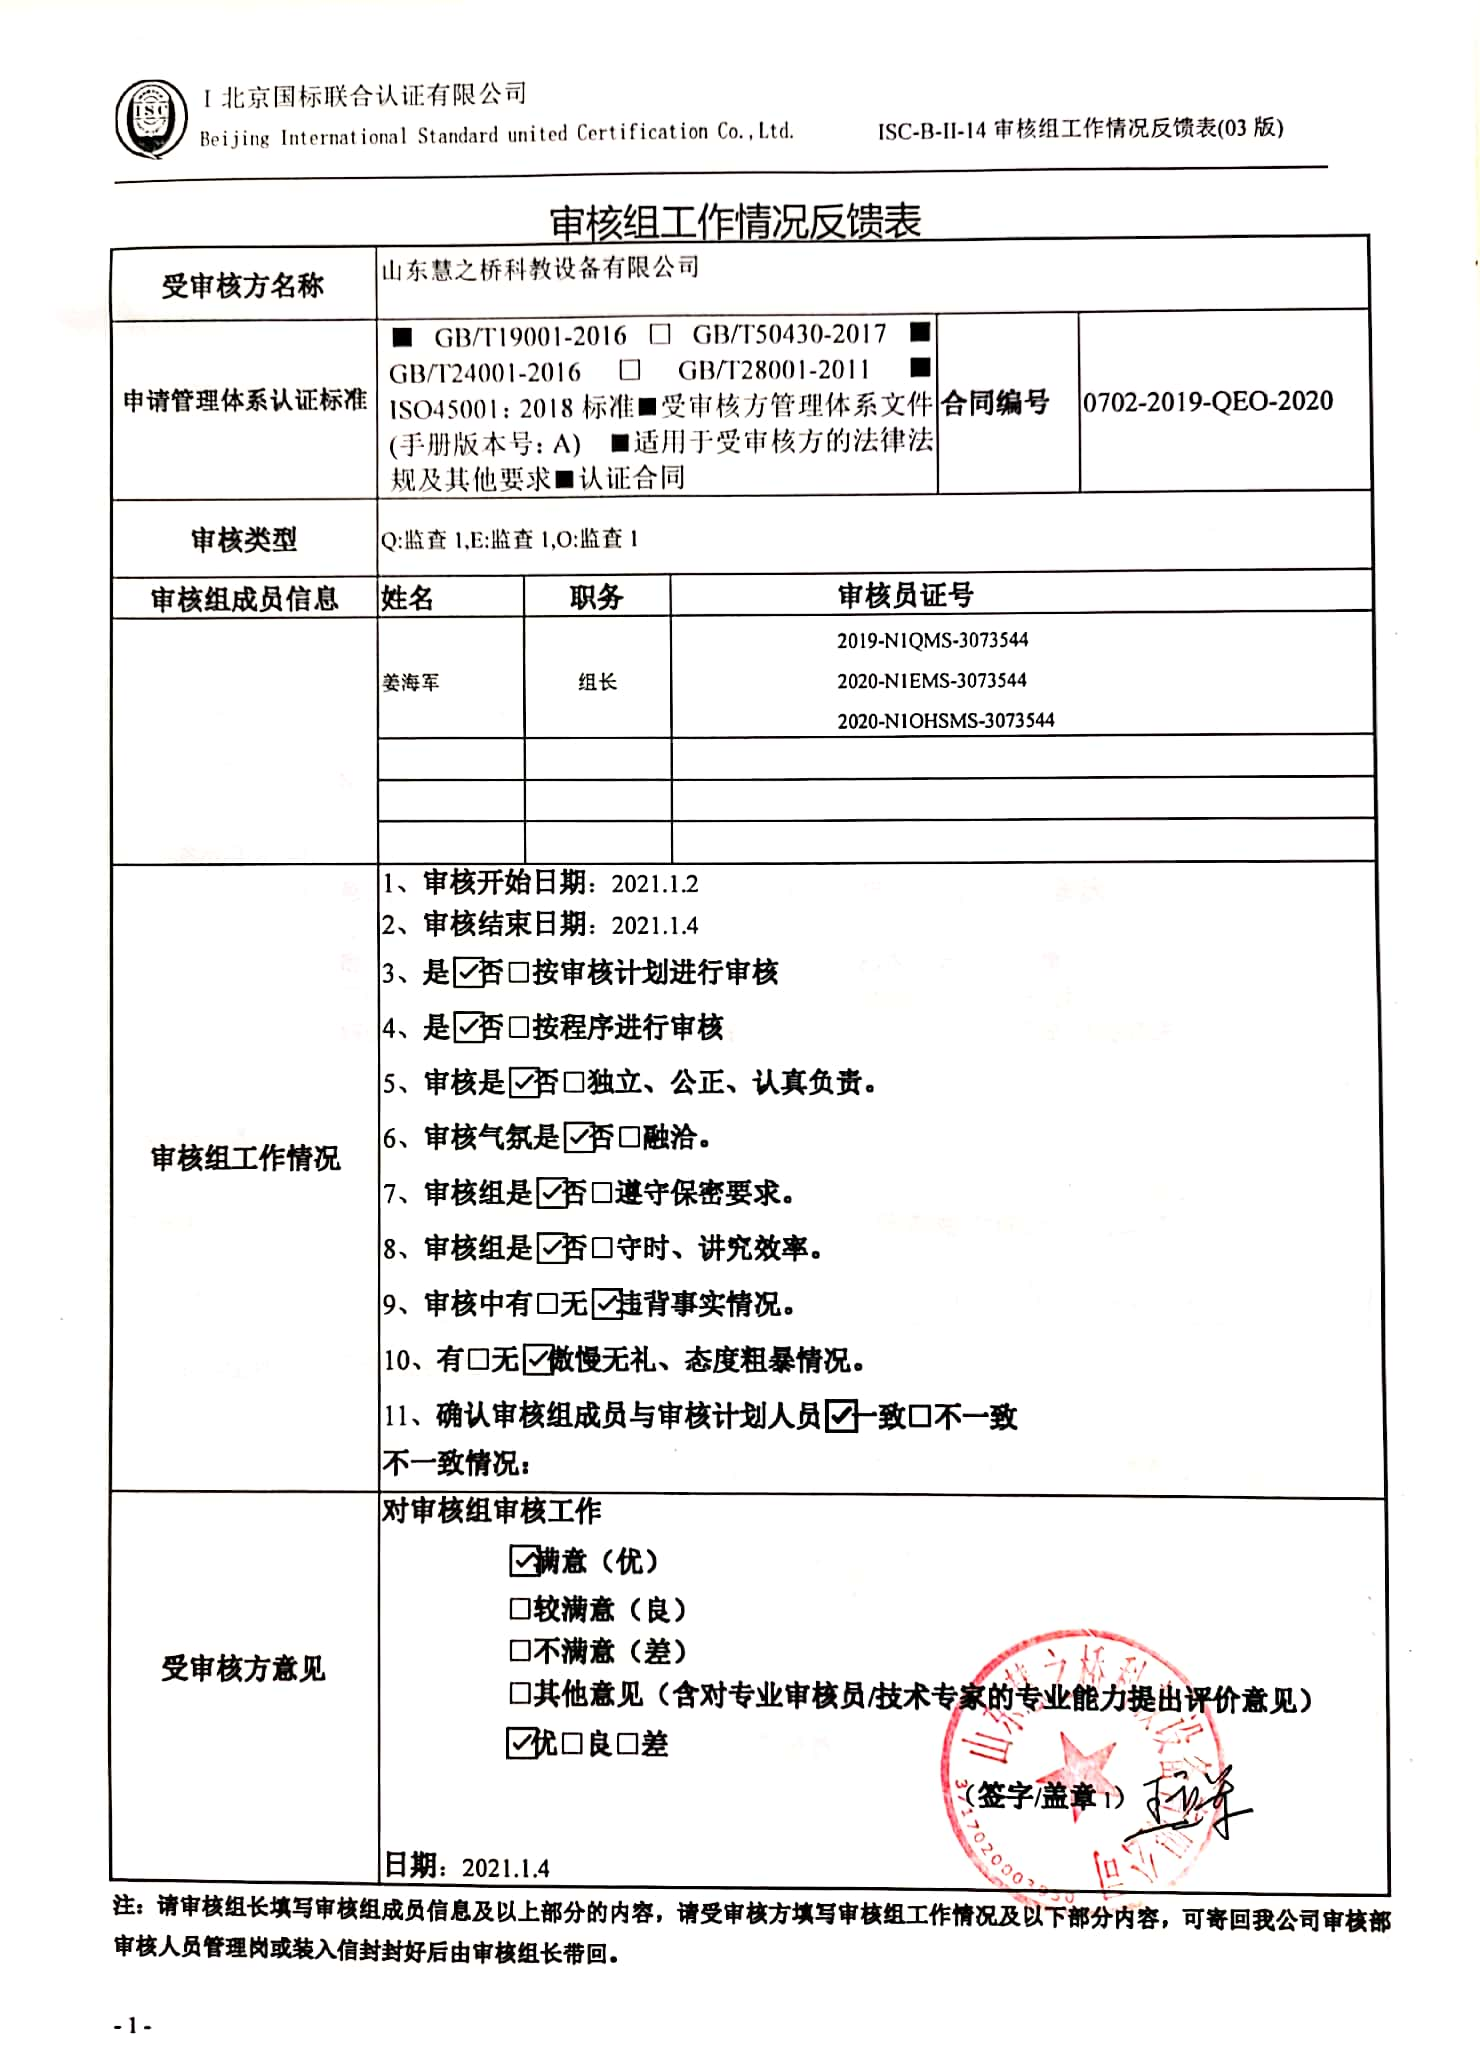 ISC
I 北京国标联合认证有限公司
Beijing International Standard united Certification Co.,Ltd.
ISC-B-II-14 审核组工作情况反馈表(03 版)
审核组工作情况反馈表
受审核方名称
山东慧之桥科教设备有限公司
申请管理体系认证标准
■ GB/T19001-2016 □ GB/T50430-2017 ■
GB/T24001-2016 □ GB/T28001-2011 ■
ISO45001：2018 标准■受审核方管理体系文件
(手册版本号: A) ■适用于受审核方的法律法
规及其他要求■认证合同
合同编号
0702-2019-QEO-2020
审核类型
Q:监查 1,E:监查 1,O:监查 1
审核组成员信息
姓名
职务
审核员证号
姜海军
组长
2019-N1QMS-3073544
2020-N1EMS-3073544
2020-N1OHSMS-3073544
审核组工作情况
1、审核开始日期：2021.1.2
2、审核结束日期：2021.1.4
3、是☑否□按审核计划进行审核
4、是☑否□按程序进行审核
5、审核是☑否□独立、公正、认真负责。
6、审核气氛是☑否□融洽。
7、审核组是☑否□遵守保密要求。
8、审核组是☑否□守时、讲究效率。
9、审核中有□无☑违背事实情况。
10、有□无☑傲慢无礼、态度粗暴情况。
11、确认审核组成员与审核计划人员☑一致□不一致
不一致情况：
受审核方意见
对审核组审核工作
☑满意（优）
□较满意（良）
□不满意（差）
□其他意见（含对专业审核员/技术专家的专业能力提出评价意见）
☑优□良□差
（签字/盖章）
山东慧之桥科教设备有限公司
日期：2021.1.4
注：请审核组长填写审核组成员信息及以上部分的内容，请受审核方填写审核组工作情况及以下部分内容，可寄回我公司审核部
审核人员管理岗或装入信封封好后由审核组长带回。
- 1 -